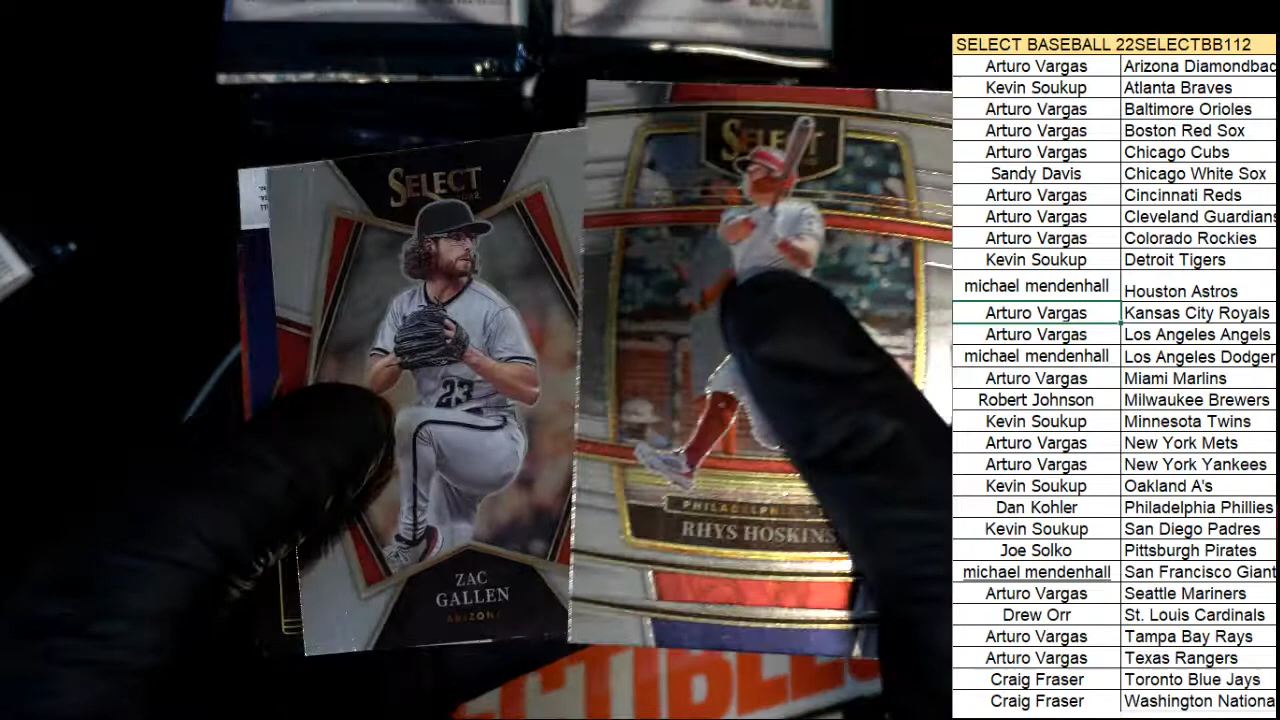 2022
SELECT
SELECT
23
PHILADELPH
RHYS HOSKINS
ZAC
GALLEN
ARIZONA
SELECT BASEBALL 22SELECTBB112
Arturo Vargas Arizona Diamondbac
Kevin Soukup Atlanta Braves
Arturo Vargas Baltimore Orioles
Arturo Vargas Boston Red Sox
Arturo Vargas Chicago Cubs
Sandy Davis Chicago White Sox
Arturo Vargas Cincinnati Reds
Arturo Vargas Cleveland Guardians
Arturo Vargas Colorado Rockies
Kevin Soukup Detroit Tigers
michael mendenhall Houston Astros
Arturo Vargas Kansas City Royals
Arturo Vargas Los Angeles Angels
michael mendenhall Los Angeles Dodger
Arturo Vargas Miami Marlins
Robert Johnson Milwaukee Brewers
Kevin Soukup Minnesota Twins
Arturo Vargas New York Mets
Arturo Vargas New York Yankees
Kevin Soukup Oakland A's
Dan Kohler Philadelphia Phillies
Kevin Soukup San Diego Padres
Joe Solko Pittsburgh Pirates
michael mendenhall San Francisco Giant
Arturo Vargas Seattle Mariners
Drew Orr St. Louis Cardinals
Arturo Vargas Tampa Bay Rays
Arturo Vargas Texas Rangers
Craig Fraser Toronto Blue Jays
Craig Fraser Washington Nationa